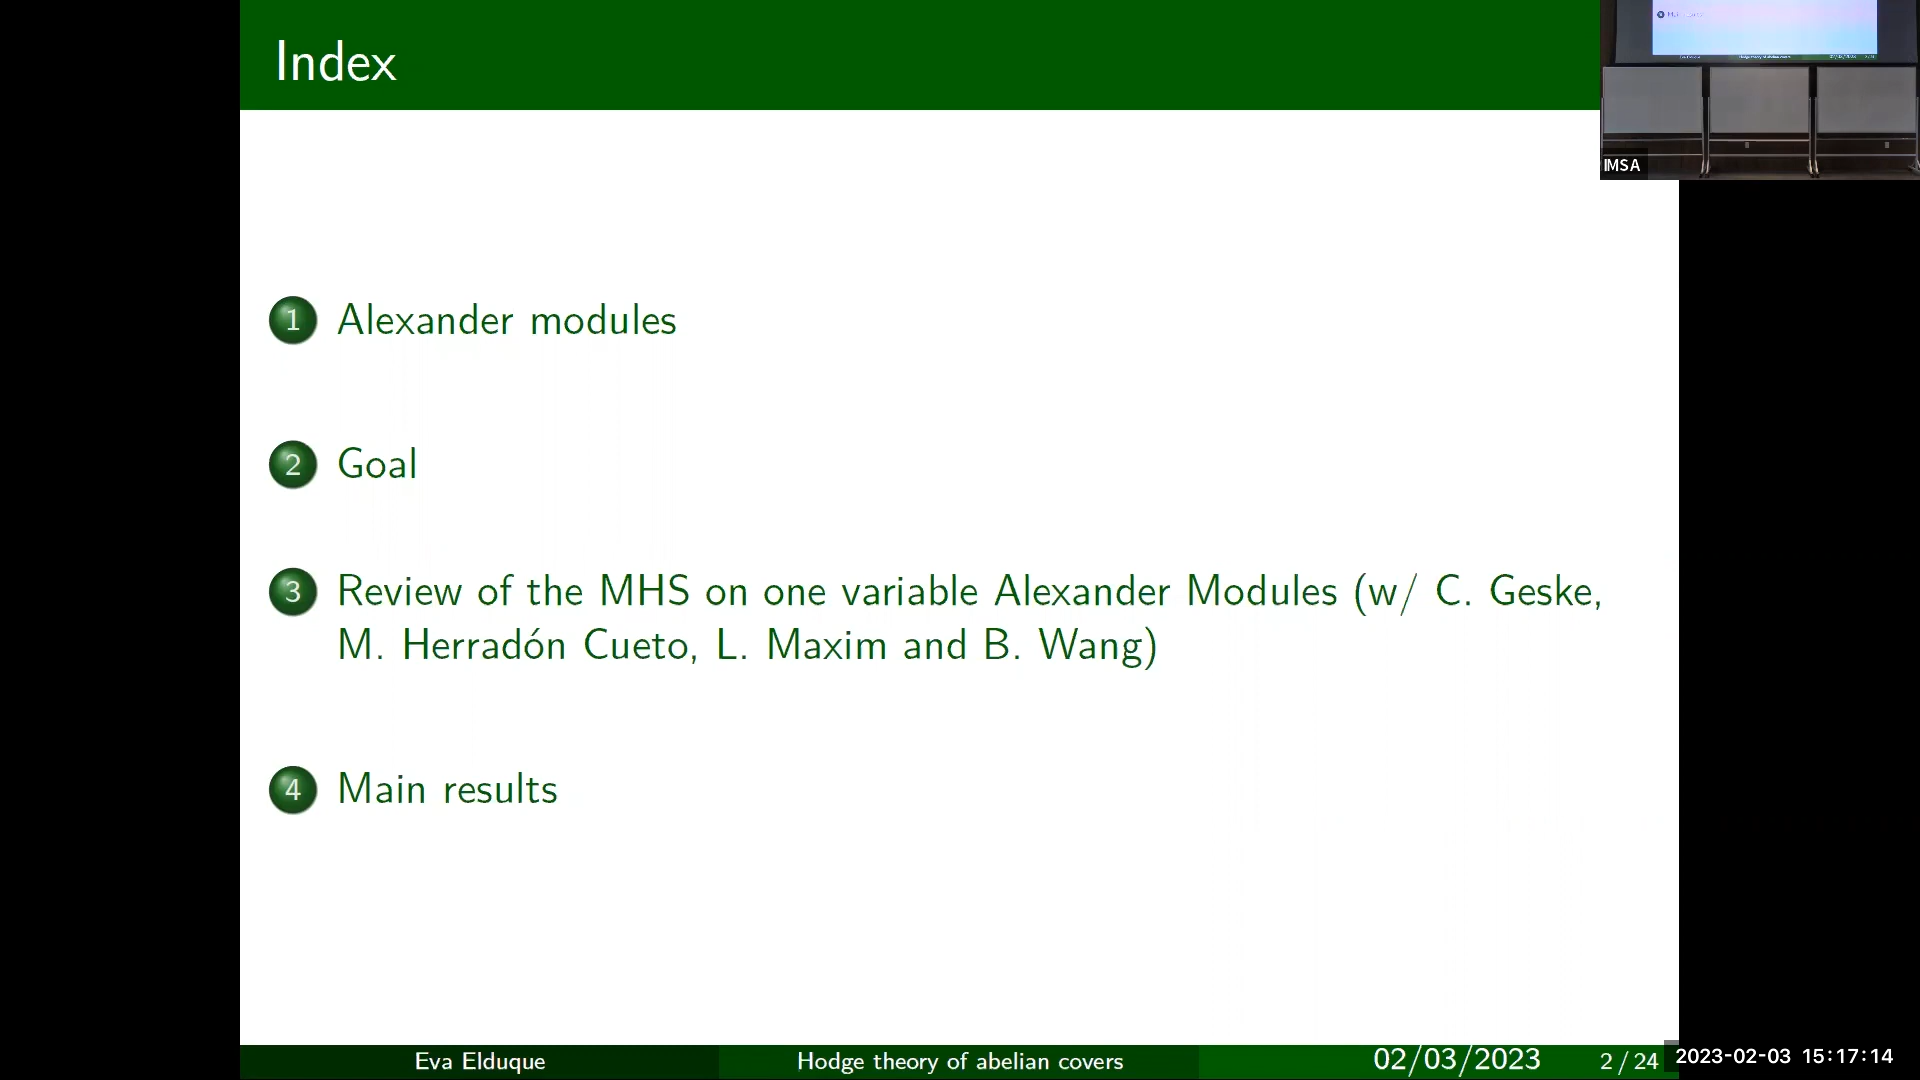 Index
IMSA
1 Alexander modules
2 Goal
3 Review of the MHS on one variable Alexander Modules (w/ C. Geske,
M. Herradón Cueto, L. Maxim and B. Wang)
4 Main results
Eva Elduque
Hodge theory of abelian covers
02/03/2023
2 / 24
2023-02-03 15:17:14